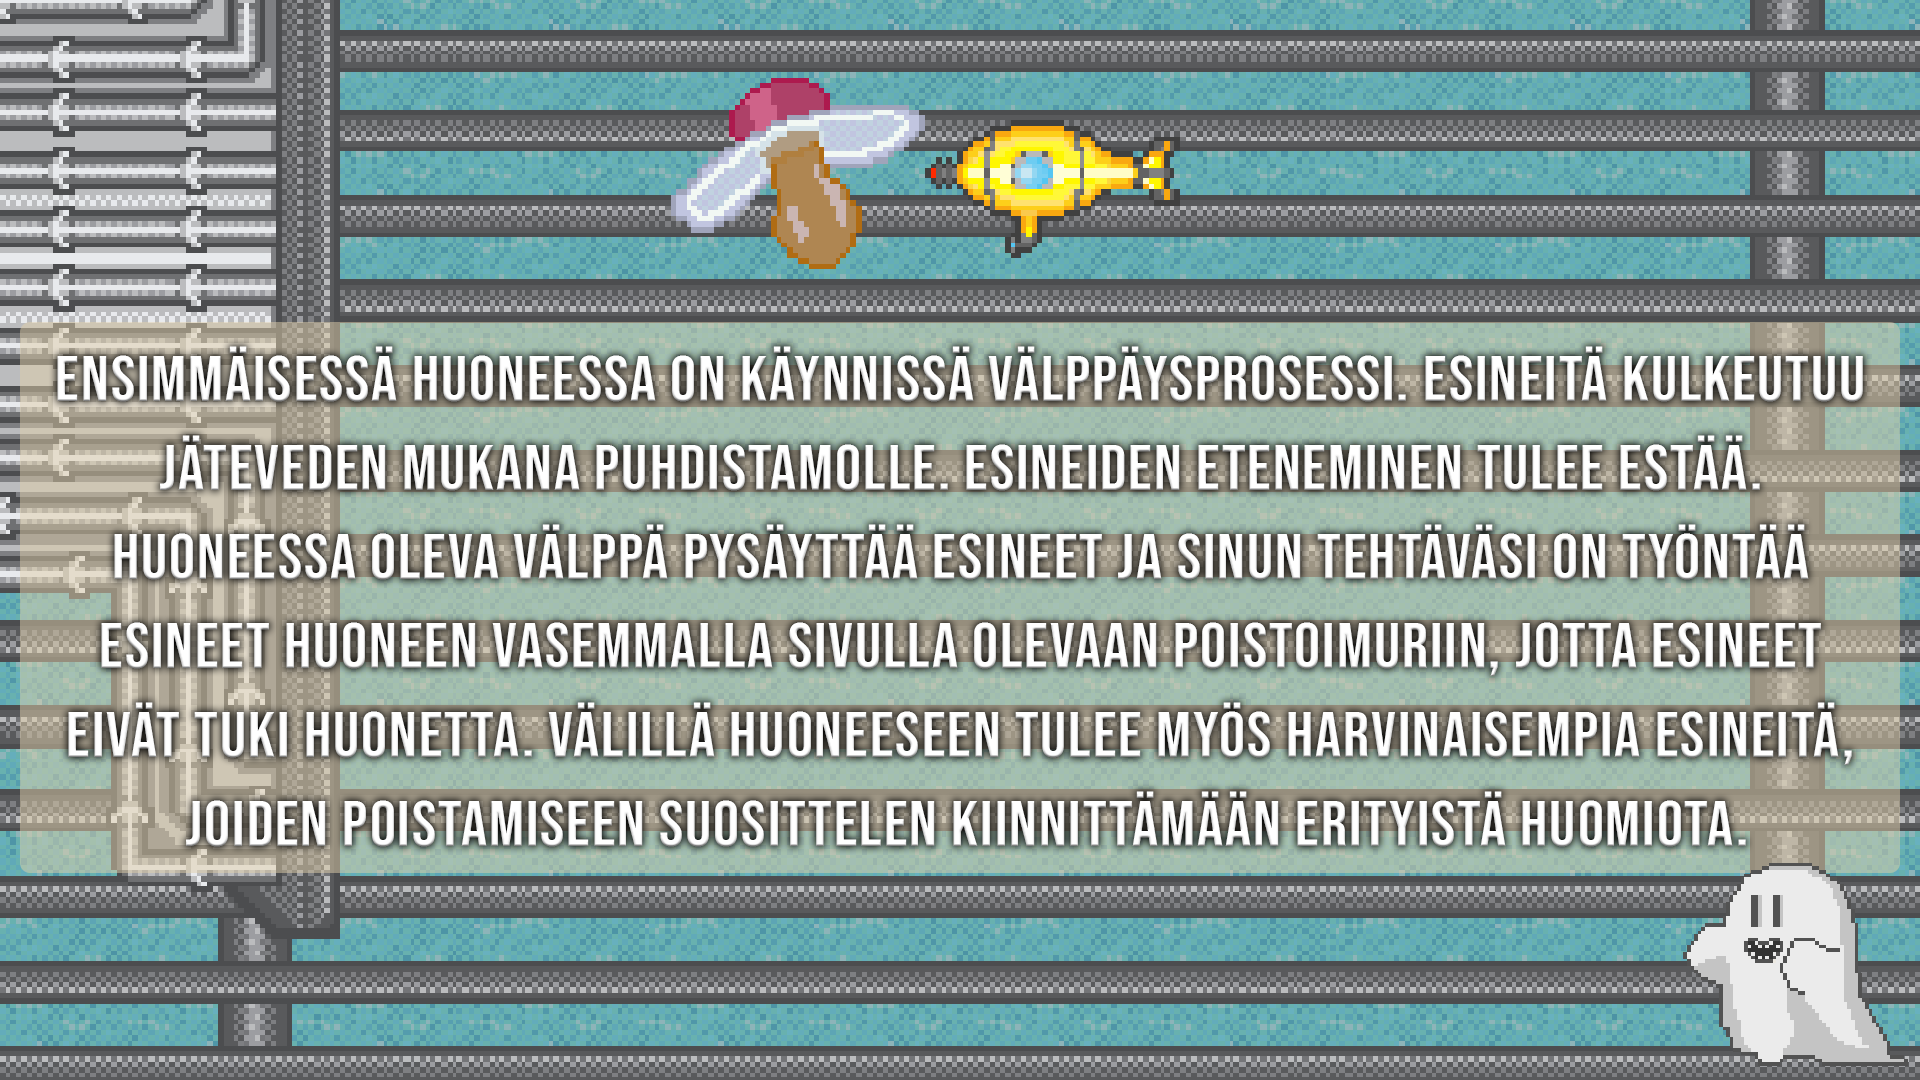 ENSIMMÄISESSÄ HUONEESSA ON KÄYNNISSÄ VÄLPPÄYSPROSESSI. ESINEITÄ KULKEUTUU
JÄTEVEDEN MUKANA PUHDISTAMOLLE. ESINEIDEN ETENEMINEN TULEE ESTÄÄ.
HUONEESSA OLEVA VÄLPPÄ PYSÄYTTÄÄ ESINEET JA SINUN TEHTÄVÄSI ON TYÖNTÄÄ
ESINEET HUONEEN VASEMMALLA SIVULLA OLEVAAN POISTOIMURIIN, JOTTA ESINEET
EIVÄT TUKI HUONETTA. VÄLILLÄ HUONEESEEN TULEE MYÖS HARVINAISEMPIA ESINEITÄ,
JOIDEN POISTAMISEEN SUOSITTELEN KIINNITTÄMÄÄN ERITYISTÄ HUOMIOTA.